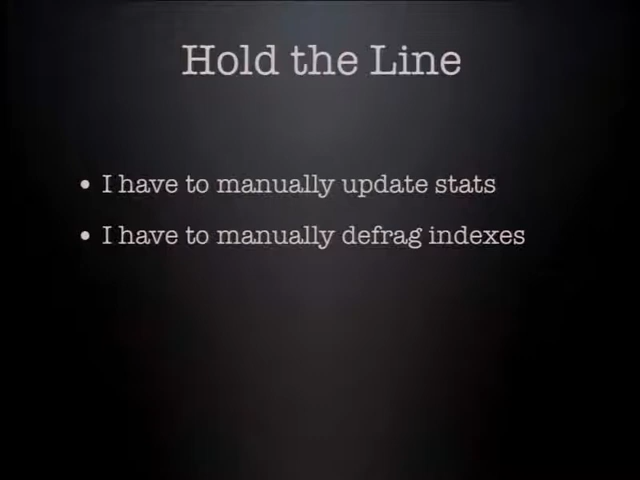 Hold the Line
• I have to manually update stats
• I have to manually defrag indexes